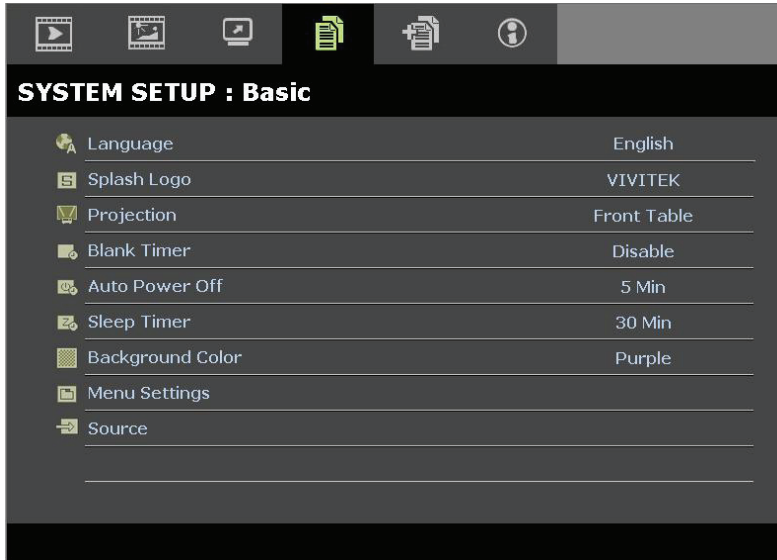 SYSTEM SETUP : Basic
Language English
Splash Logo VIVITEK
Projection Front Table
Blank Timer Disable
Auto Power Off 5 Min
Sleep Timer 30 Min
Background Color Purple
Menu Settings
Source